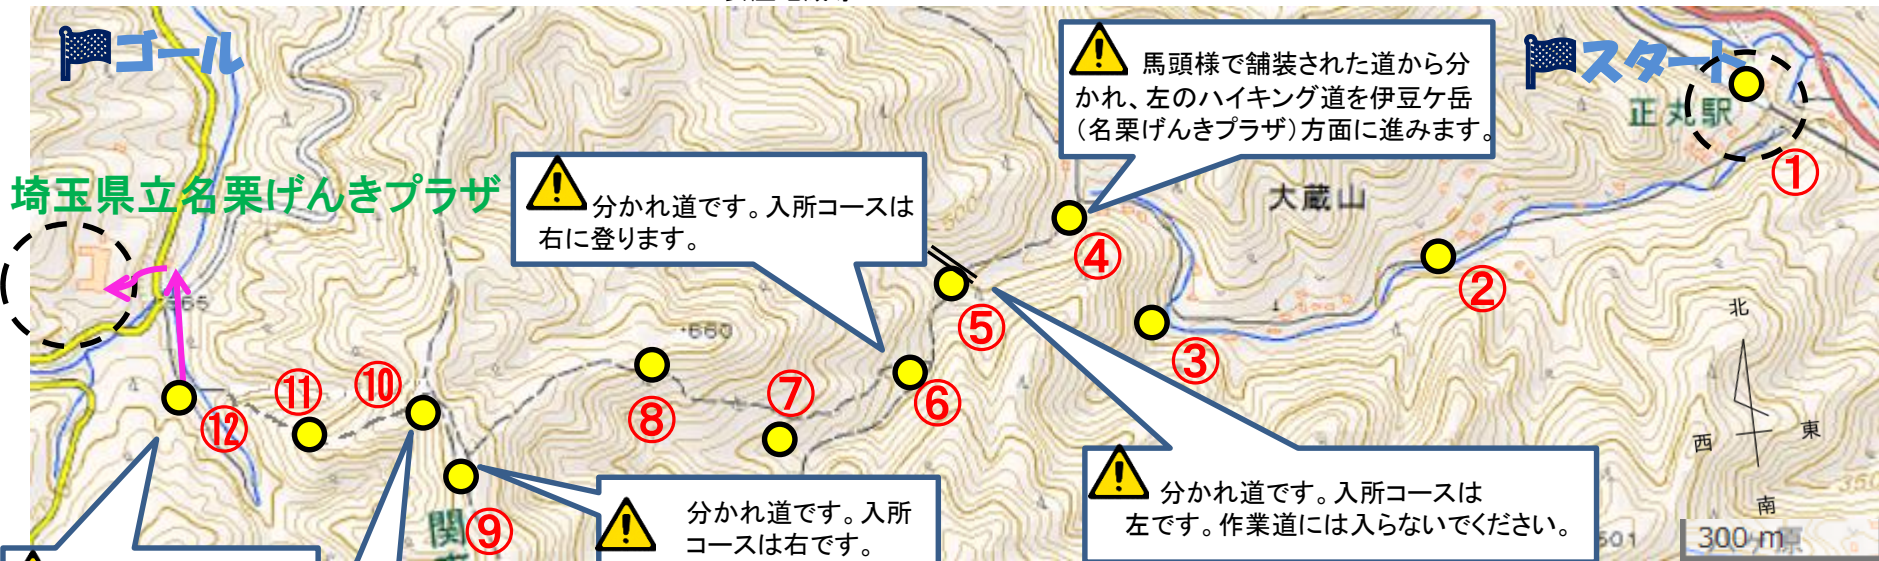 ゴール
スタート
正丸駅
①
馬頭様で舗装された道から分
かれ、左のハイキング道を伊豆ケ岳
(名栗げんきプラザ)方面に進みます。
大蔵山
埼玉県立名栗げんきプラザ
分かれ道です。入所コースは
右に登ります。
④
②
⑤
③
⑥
⑦
⑧
⑩
⑪
⑫
⑨
660
365
関
分かれ道です。入所
コースは右です。
分かれ道です。入所コースは
左です。作業道には入らないでください。
北
西
東
南
501
350
300 m
原